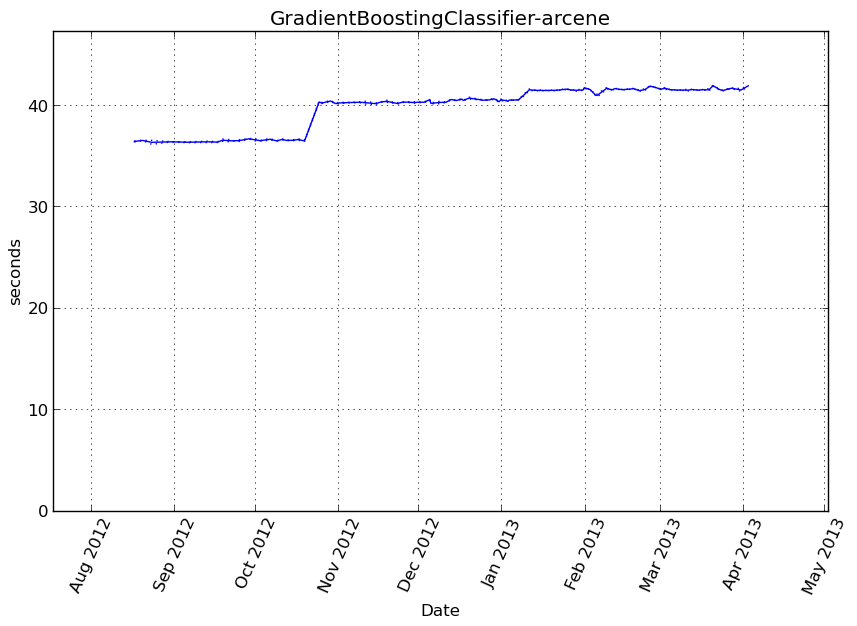 GradientBoostingClassifier-arcene
seconds
40
30
20
10
0
Aug 2012
Sep 2012
Oct 2012
Nov 2012
Dec 2012
Jan 2013
Feb 2013
Mar 2013
Apr 2013
May 2013
Date